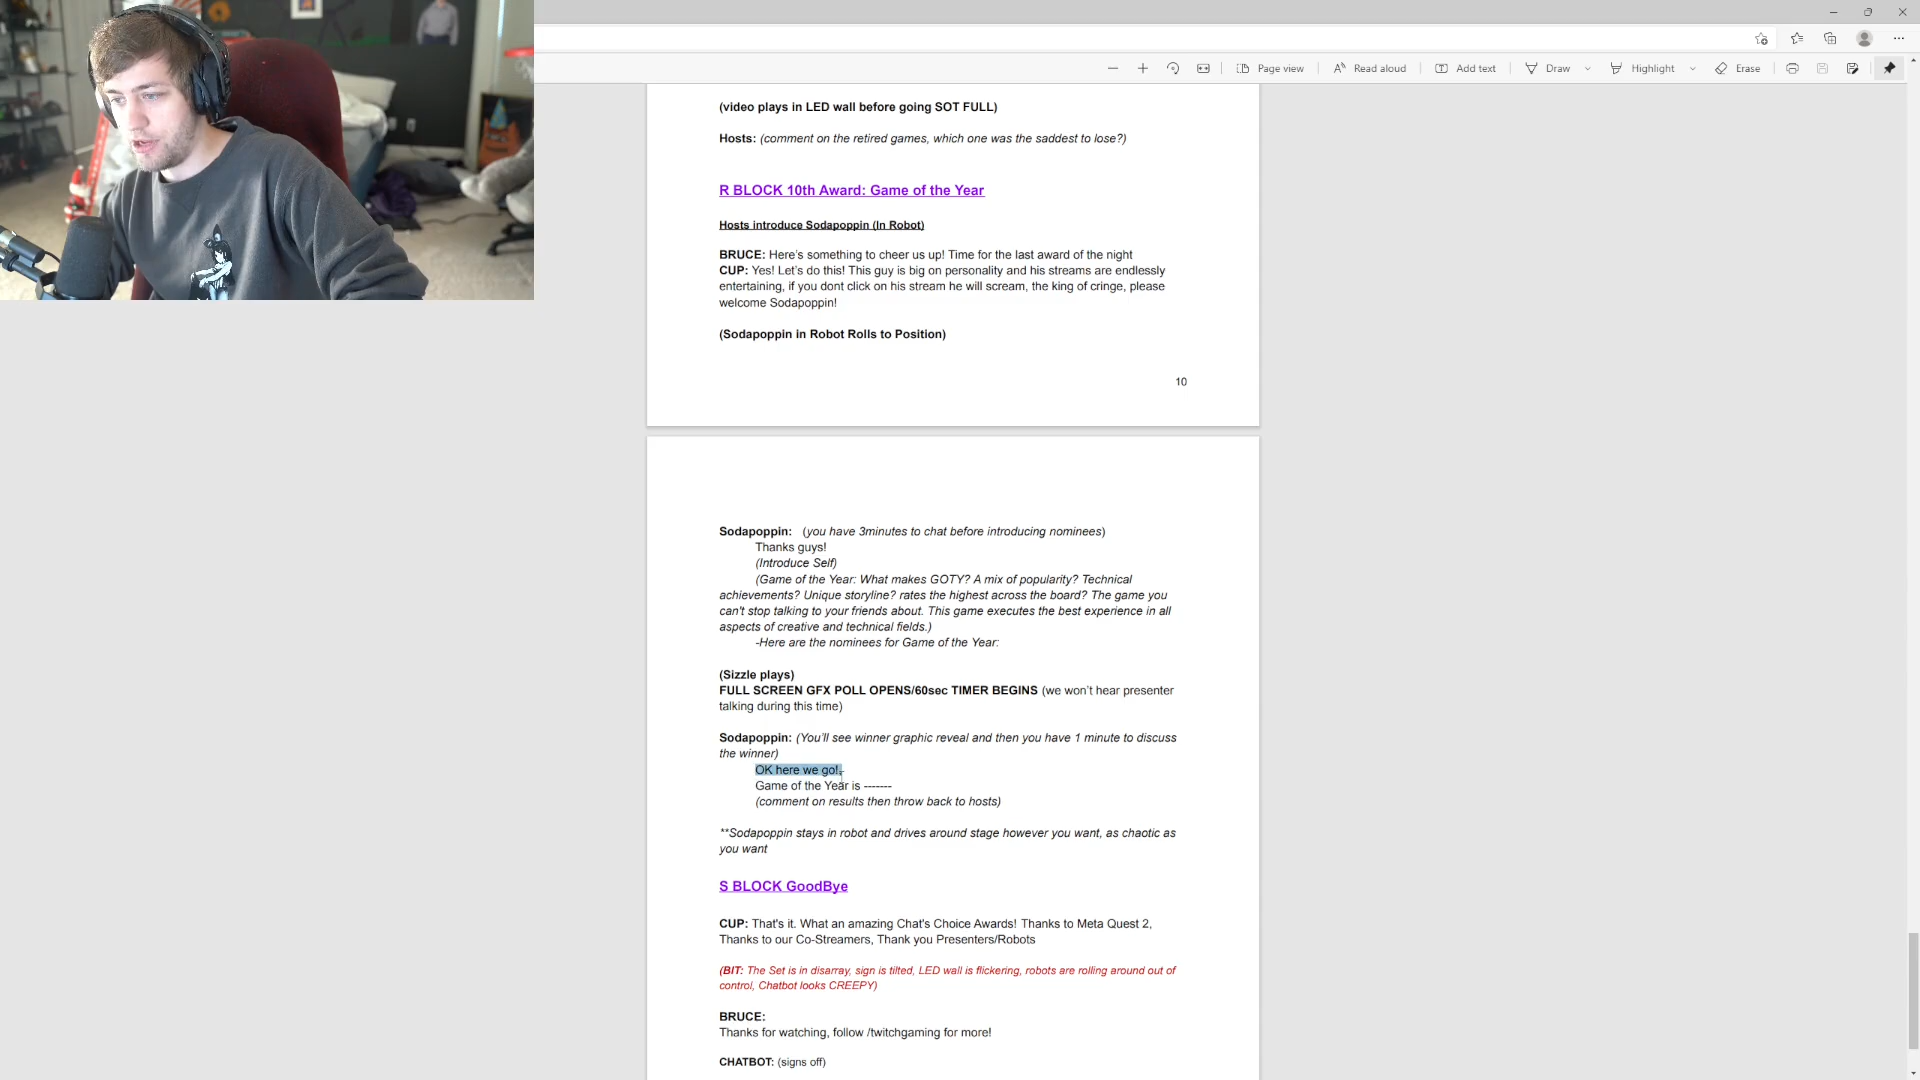 Page view
Read aloud
Add text
Draw
Highlight
Erase
(video plays in LED wall before going SOT FULL)
Hosts: (comment on the retired games, which one was the saddest to lose?)
R BLOCK 10th Award: Game of the Year
Hosts introduce Sodapoppin (In Robot)
BRUCE: Here's something to cheer us up! Time for the last award of the night
CUP: Yes! Let's do this! This guy is big on personality and his streams are endlessly
entertaining, if you dont click on his stream he will scream, the king of cringe, please
welcome Sodapoppin!
(Sodapoppin in Robot Rolls to Position)
10
Sodapoppin: (you have 3minutes to chat before introducing nominees)
Thanks guys!
(Introduce Self)
(Game of the Year: What makes GOTY? A mix of popularity? Technical
achievements? Unique storyline? rates the highest across the board? The game you
can't stop talking to your friends about. This game executes the best experience in all
aspects of creative and technical fields.)
-Here are the nominees for Game of the Year:
(Sizzle plays)
FULL SCREEN GFX POLL OPENS/60sec TIMER BEGINS (we won't hear presenter
talking during this time)
Sodapoppin: (You'll see winner graphic reveal and then you have 1 minute to discuss
the winner)
OK here we go!.
Game of the Year is -------
(comment on results then throw back to hosts)
**Sodapoppin stays in robot and drives around stage however you want, as chaotic as
you want
S BLOCK GoodBye
CUP: That's it. What an amazing Chat's Choice Awards! Thanks to Meta Quest 2,
Thanks to our Co-Streamers, Thank you Presenters/Robots
(BIT: The Set is in disarray, sign is tilted, LED wall is flickering, robots are rolling around out of
control, Chatbot looks CREEPY)
BRUCE:
Thanks for watching, follow /twitchgaming for more!
CHATBOT: (signs off)